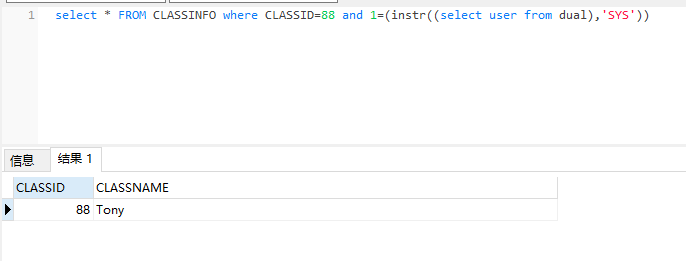 1 select * FROM CLASSINFO where CLASSID=88 and 1=(instr((select user from dual),'SYS'))
信息 结果 1
CLASSID CLASSNAME
88 Tony